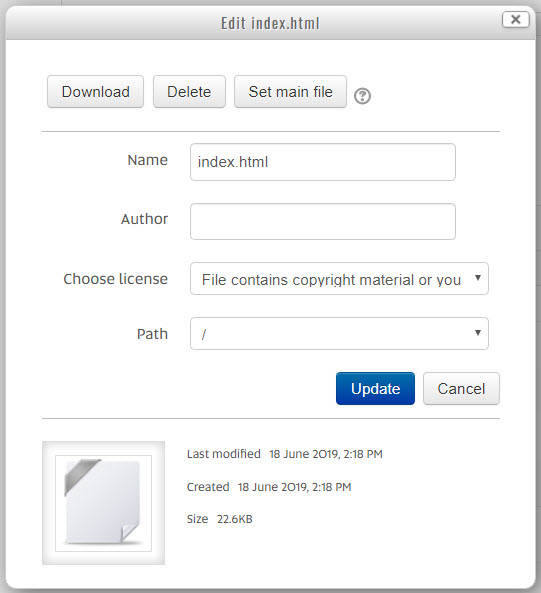 Edit index.html
Download Delete Set main file
Name index.html
Author
Choose license File contains copyright material or you
Path /
Update Cancel
Last modified 18 June 2019, 2:18 PM
Created 18 June 2019, 2:18 PM
Size 22.6KB